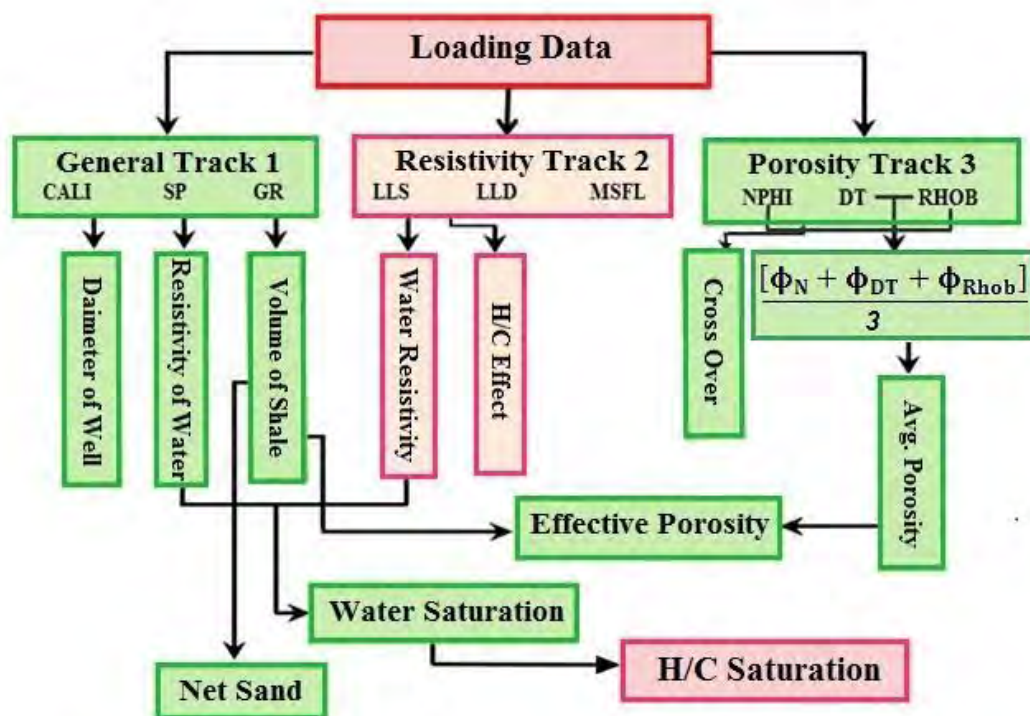 Loading Data
General Track 1
CALI SP GR
Resistivity Track 2
LLS LLD MSFL
Porosity Track 3
NPHI DT RHOB
Daimeter of Well
Resistivity of Water
Volume of Shale
Water Resistivity
H/C Effect
Cross Over
[ϕN + ϕDT + ϕRhob]
3
Avg. Porosity
Effective Porosity
Water Saturation
H/C Saturation
Net Sand